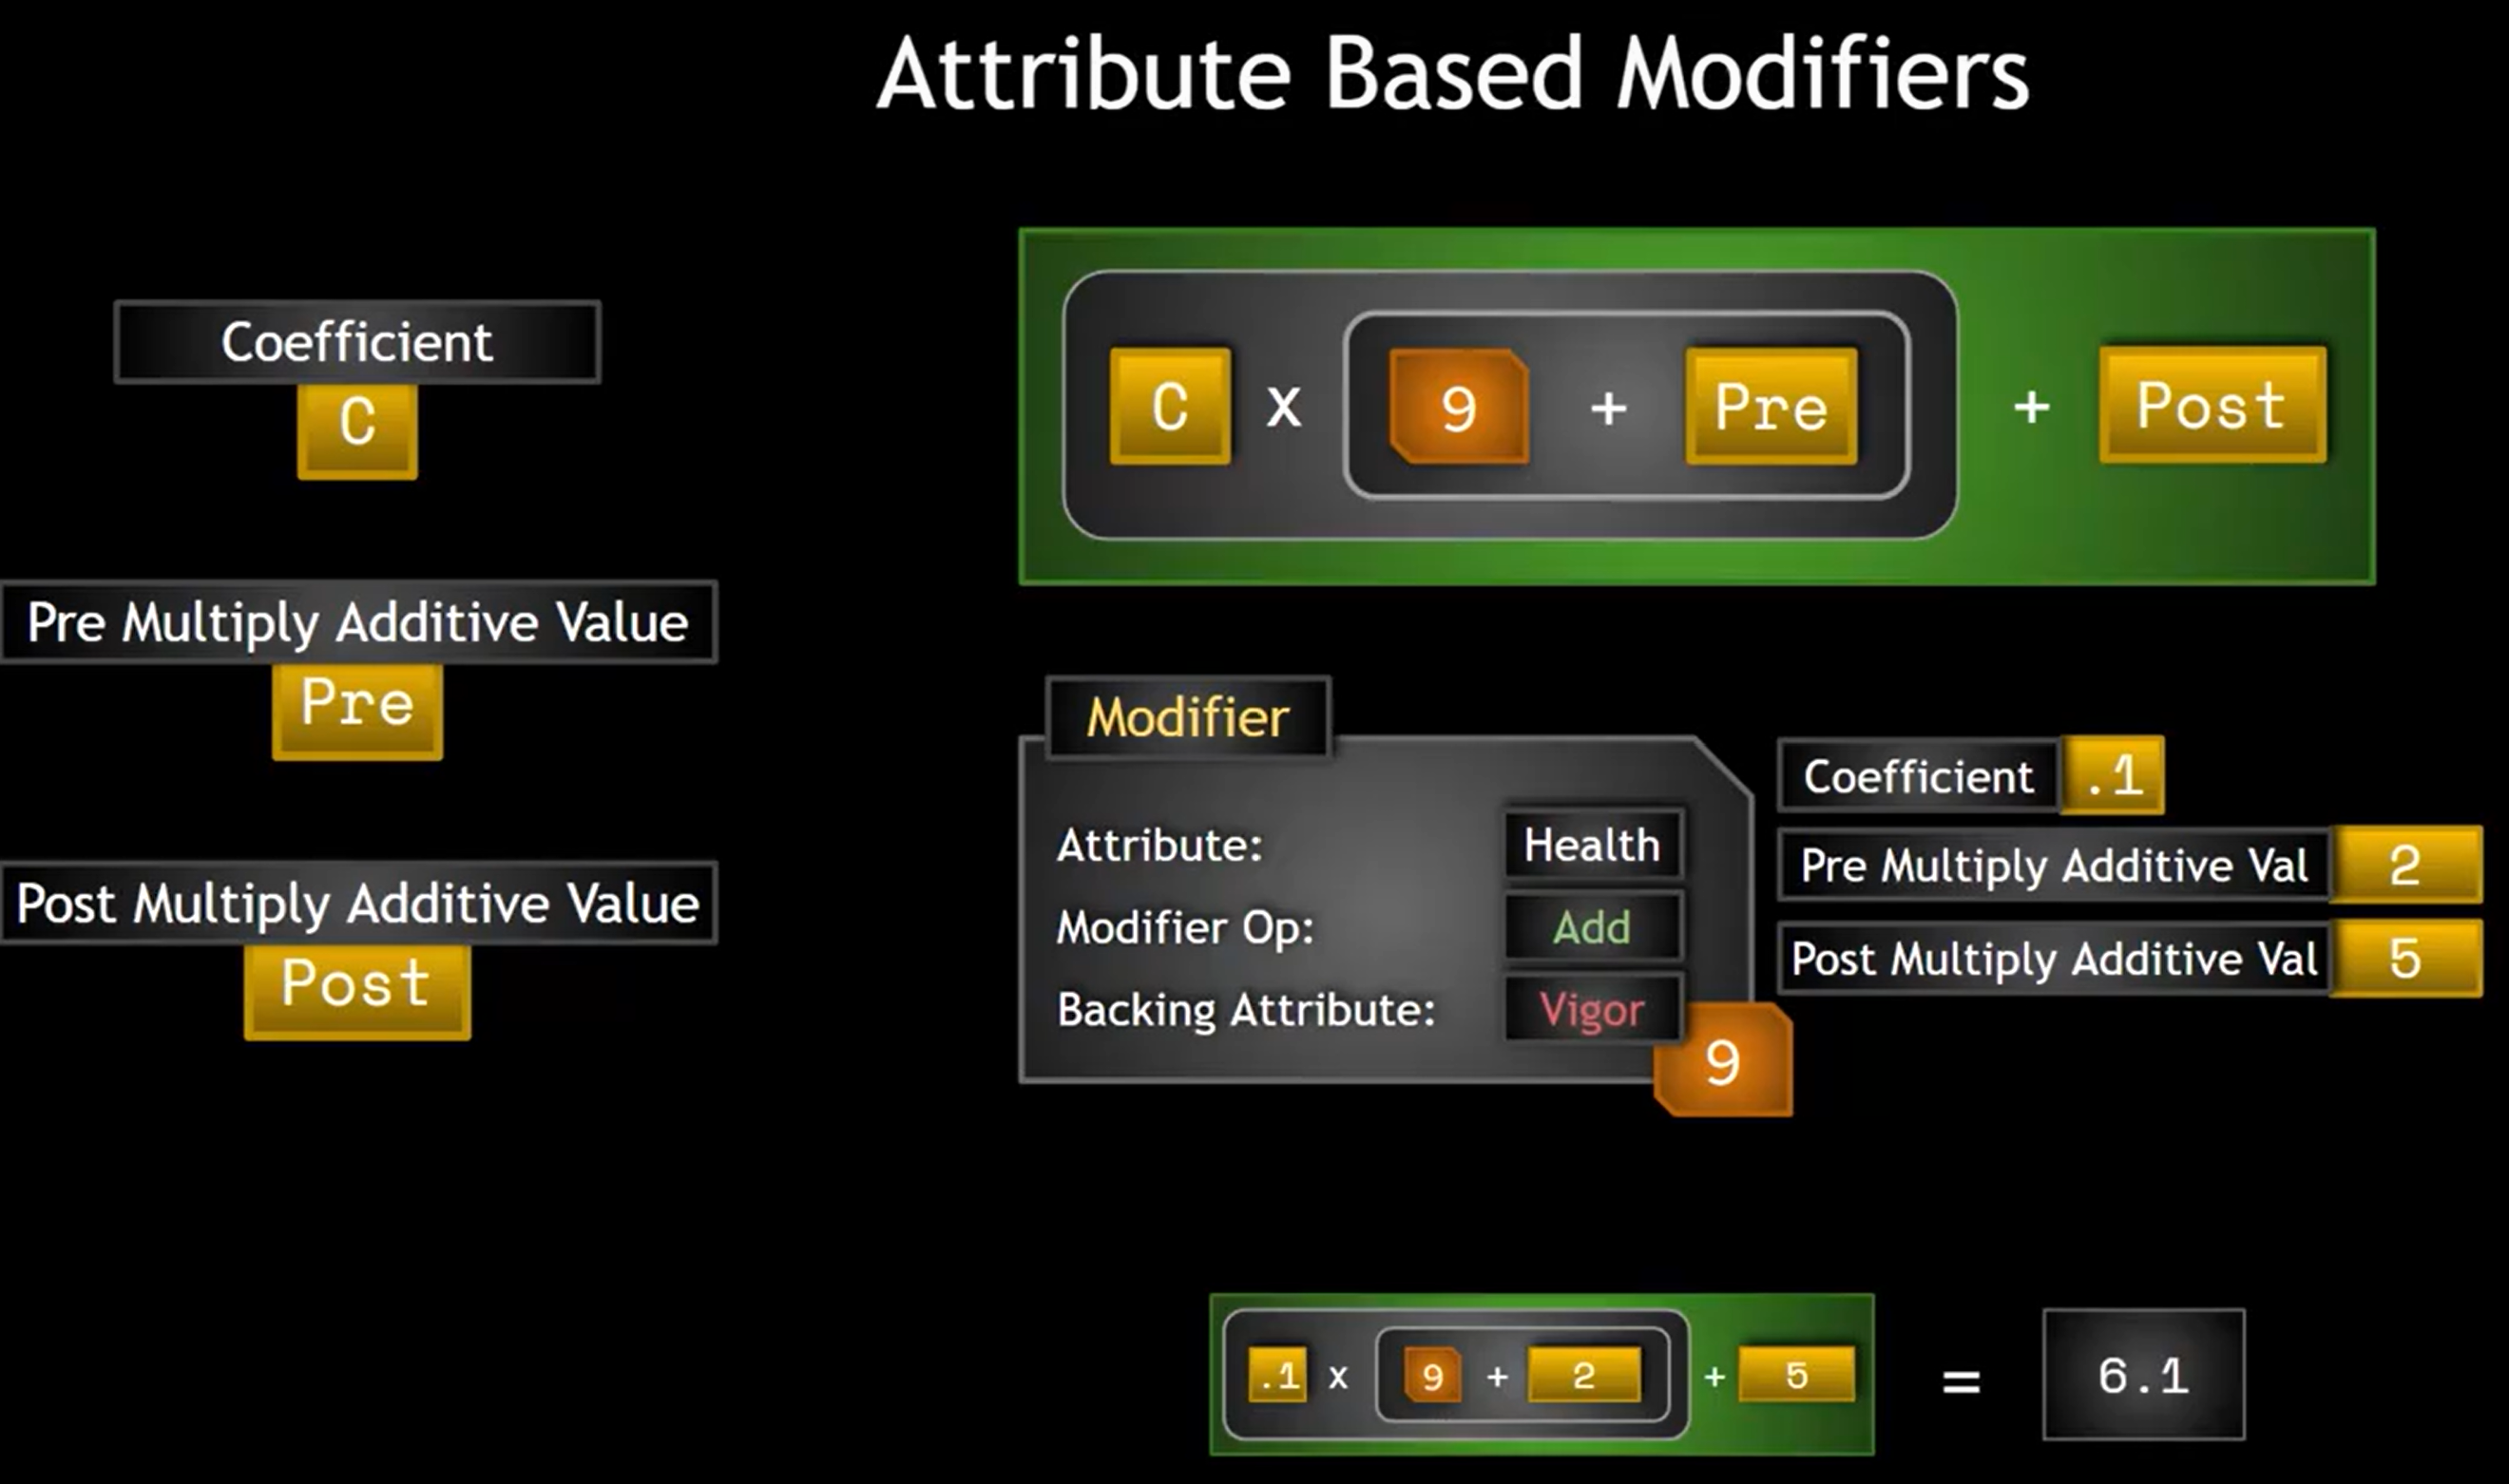 Attribute Based Modifiers
Coefficient
C
Pre Multiply Additive Value
Pre
Post Multiply Additive Value
Post
C x 9 + Pre + Post
Modifier
Attribute: Health
Modifier Op: Add
Backing Attribute: Vigor
9
Coefficient .1
Pre Multiply Additive Val 2
Post Multiply Additive Val 5
.1 x 9 + 2 + 5 = 6.1